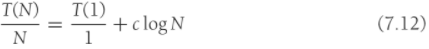 T(N)/N = T(1)/1 + c log N (7.12)